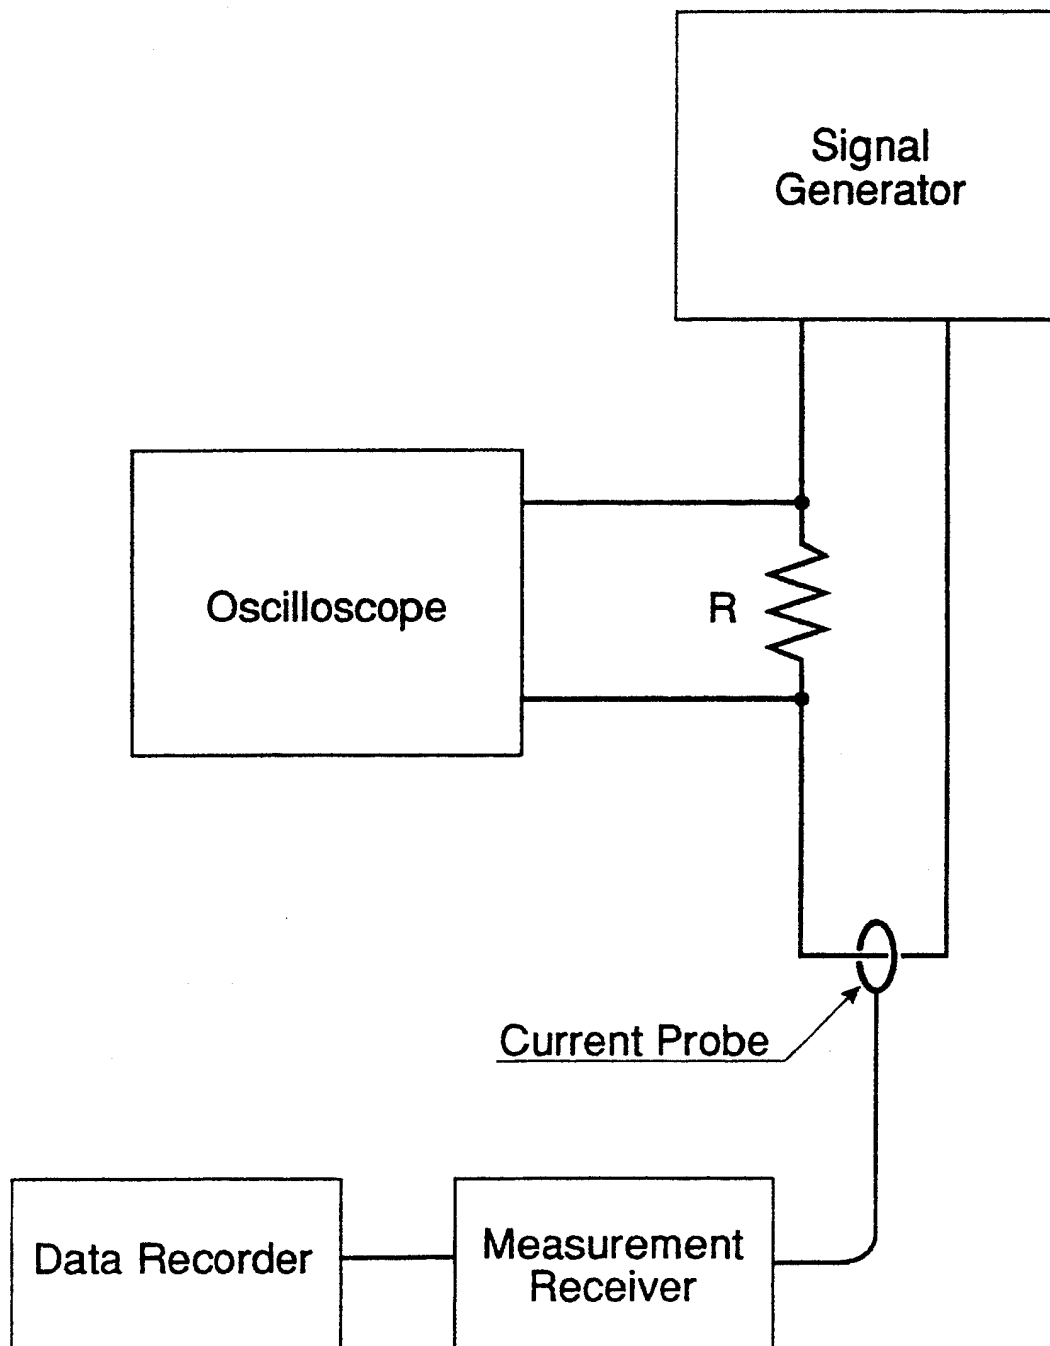 Signal
Generator
Oscilloscope
R
Current Probe
Data Recorder
Measurement
Receiver